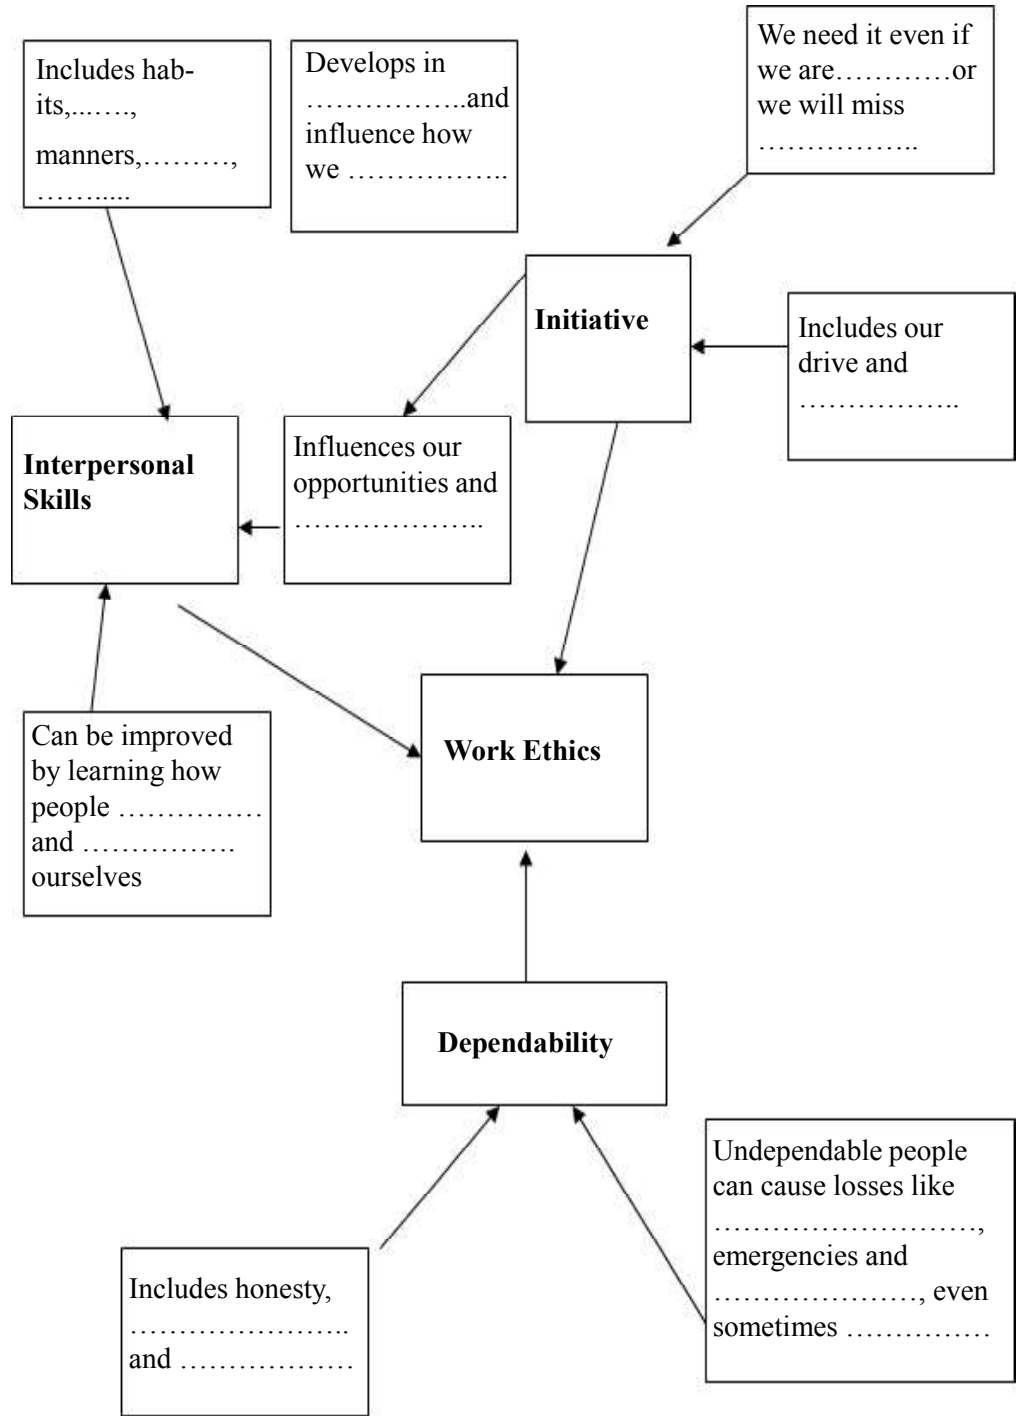 Includes hab-
its,...….,
manners,………,
…….....
Develops in
……………..and
influence how
we ……………..
We need it even if
we are…………or
we will miss
……………..
Initiative
Includes our
drive and
……………..
Interpersonal
Skills
Influences our
opportunities and
………………..
Can be improved
by learning how
people ……………
and …………….
ourselves
Work Ethics
Dependability
Includes honesty,
…………………..
and ………………
Undependable people
can cause losses like
………………………,
emergencies and
…………………, even
sometimes ……………